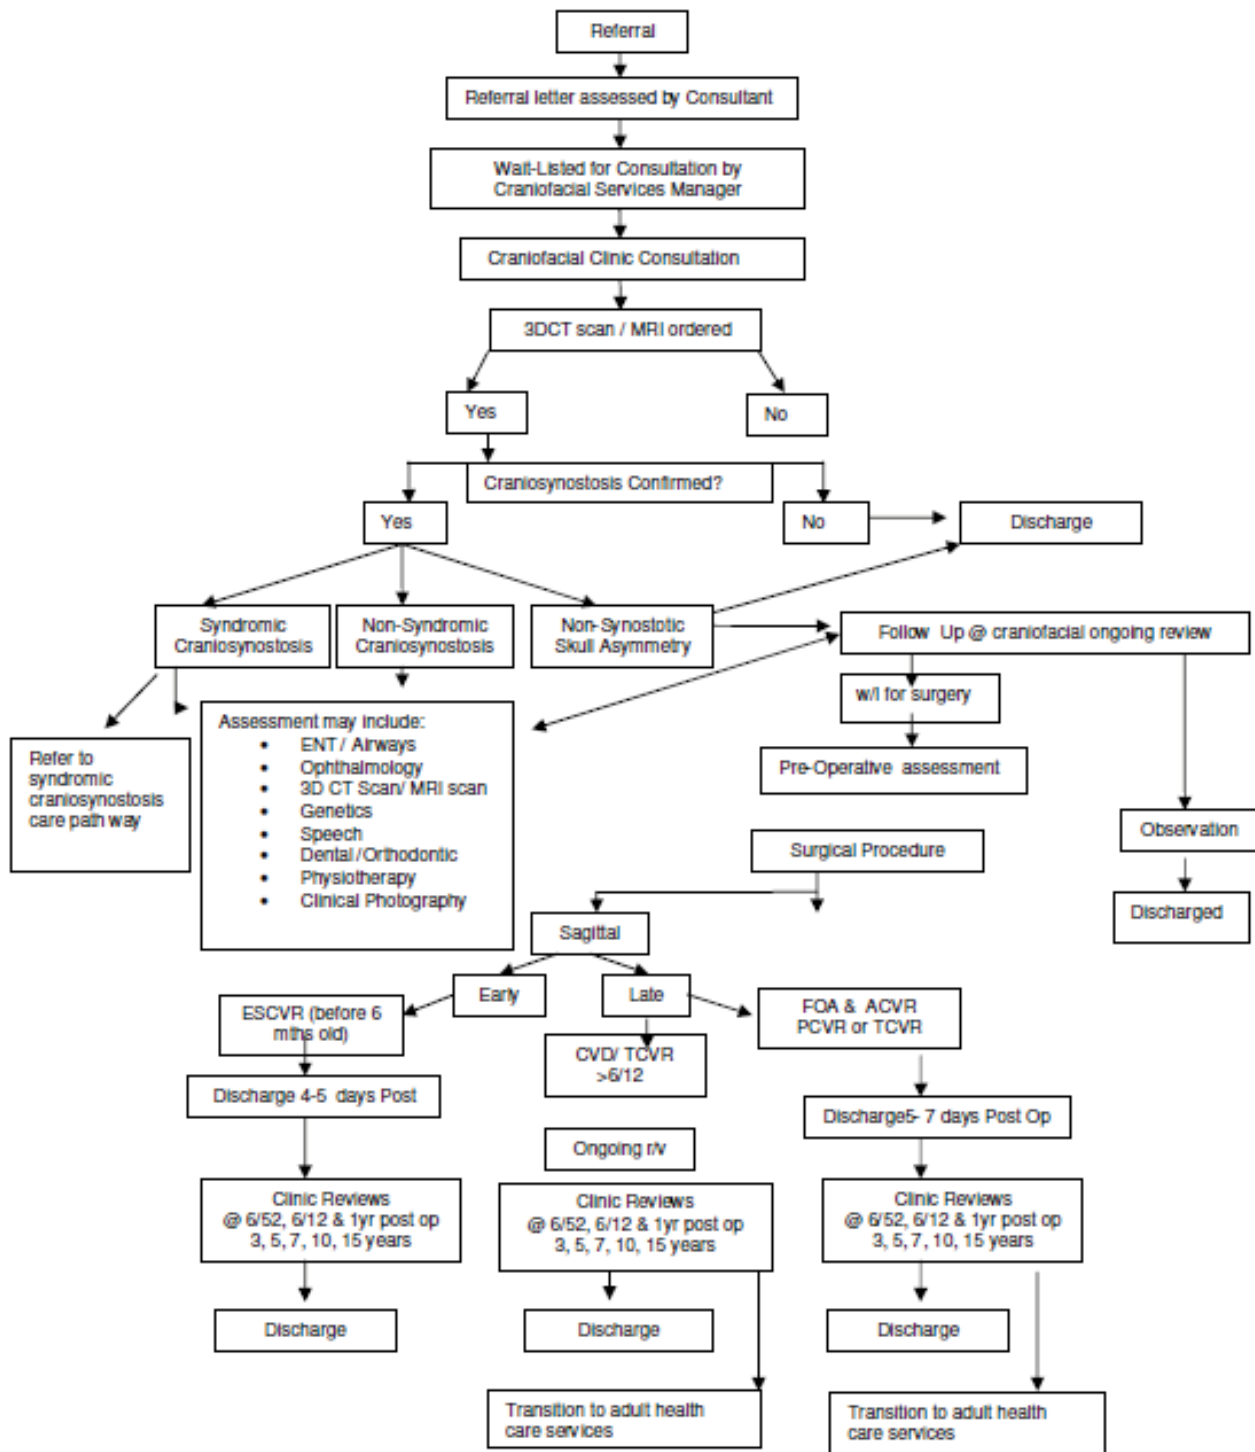 Referral
Referral letter assessed by Consultant
Wait-Listed for Consultation by
Craniofacial Services Manager
Craniofacial Clinic Consultation
3DCT scan / MRI ordered
Yes
No
Craniosynostosis Confirmed?
Yes
No
Discharge
Syndromic
Craniosynostosis
Non-Syndromic
Craniosynostosis
Non-Synostotic
Skull Asymmetry
Follow Up @ craniofacial ongoing review
w/l for surgery
Pre-Operative assessment
Refer to
syndromic
craniosynostosis
care path way
Assessment may include:
• ENT / Airways
• Ophthalmology
• 3D CT Scan/ MRI scan
• Genetics
• Speech
• Dental /Orthodontic
• Physiotherapy
• Clinical Photography
Observation
Discharged
Surgical Procedure
Sagittal
Early
Late
ESCVR (before 6
mths old)
CVD/ TCVR
>6/12
FOA & ACVR
PCVR or TCVR
Discharge 4-5 days Post
Discharge5- 7 days Post Op
Ongoing r/v
Clinic Reviews
@ 6/52, 6/12 & 1yr post op
3, 5, 7, 10, 15 years
Clinic Reviews
@ 6/52, 6/12 & 1yr post op
3, 5, 7, 10, 15 years
Clinic Reviews
@ 6/52, 6/12 & 1yr post op
3, 5, 7, 10, 15 years
Discharge
Discharge
Discharge
Transition to adult health
care services
Transition to adult health
care services